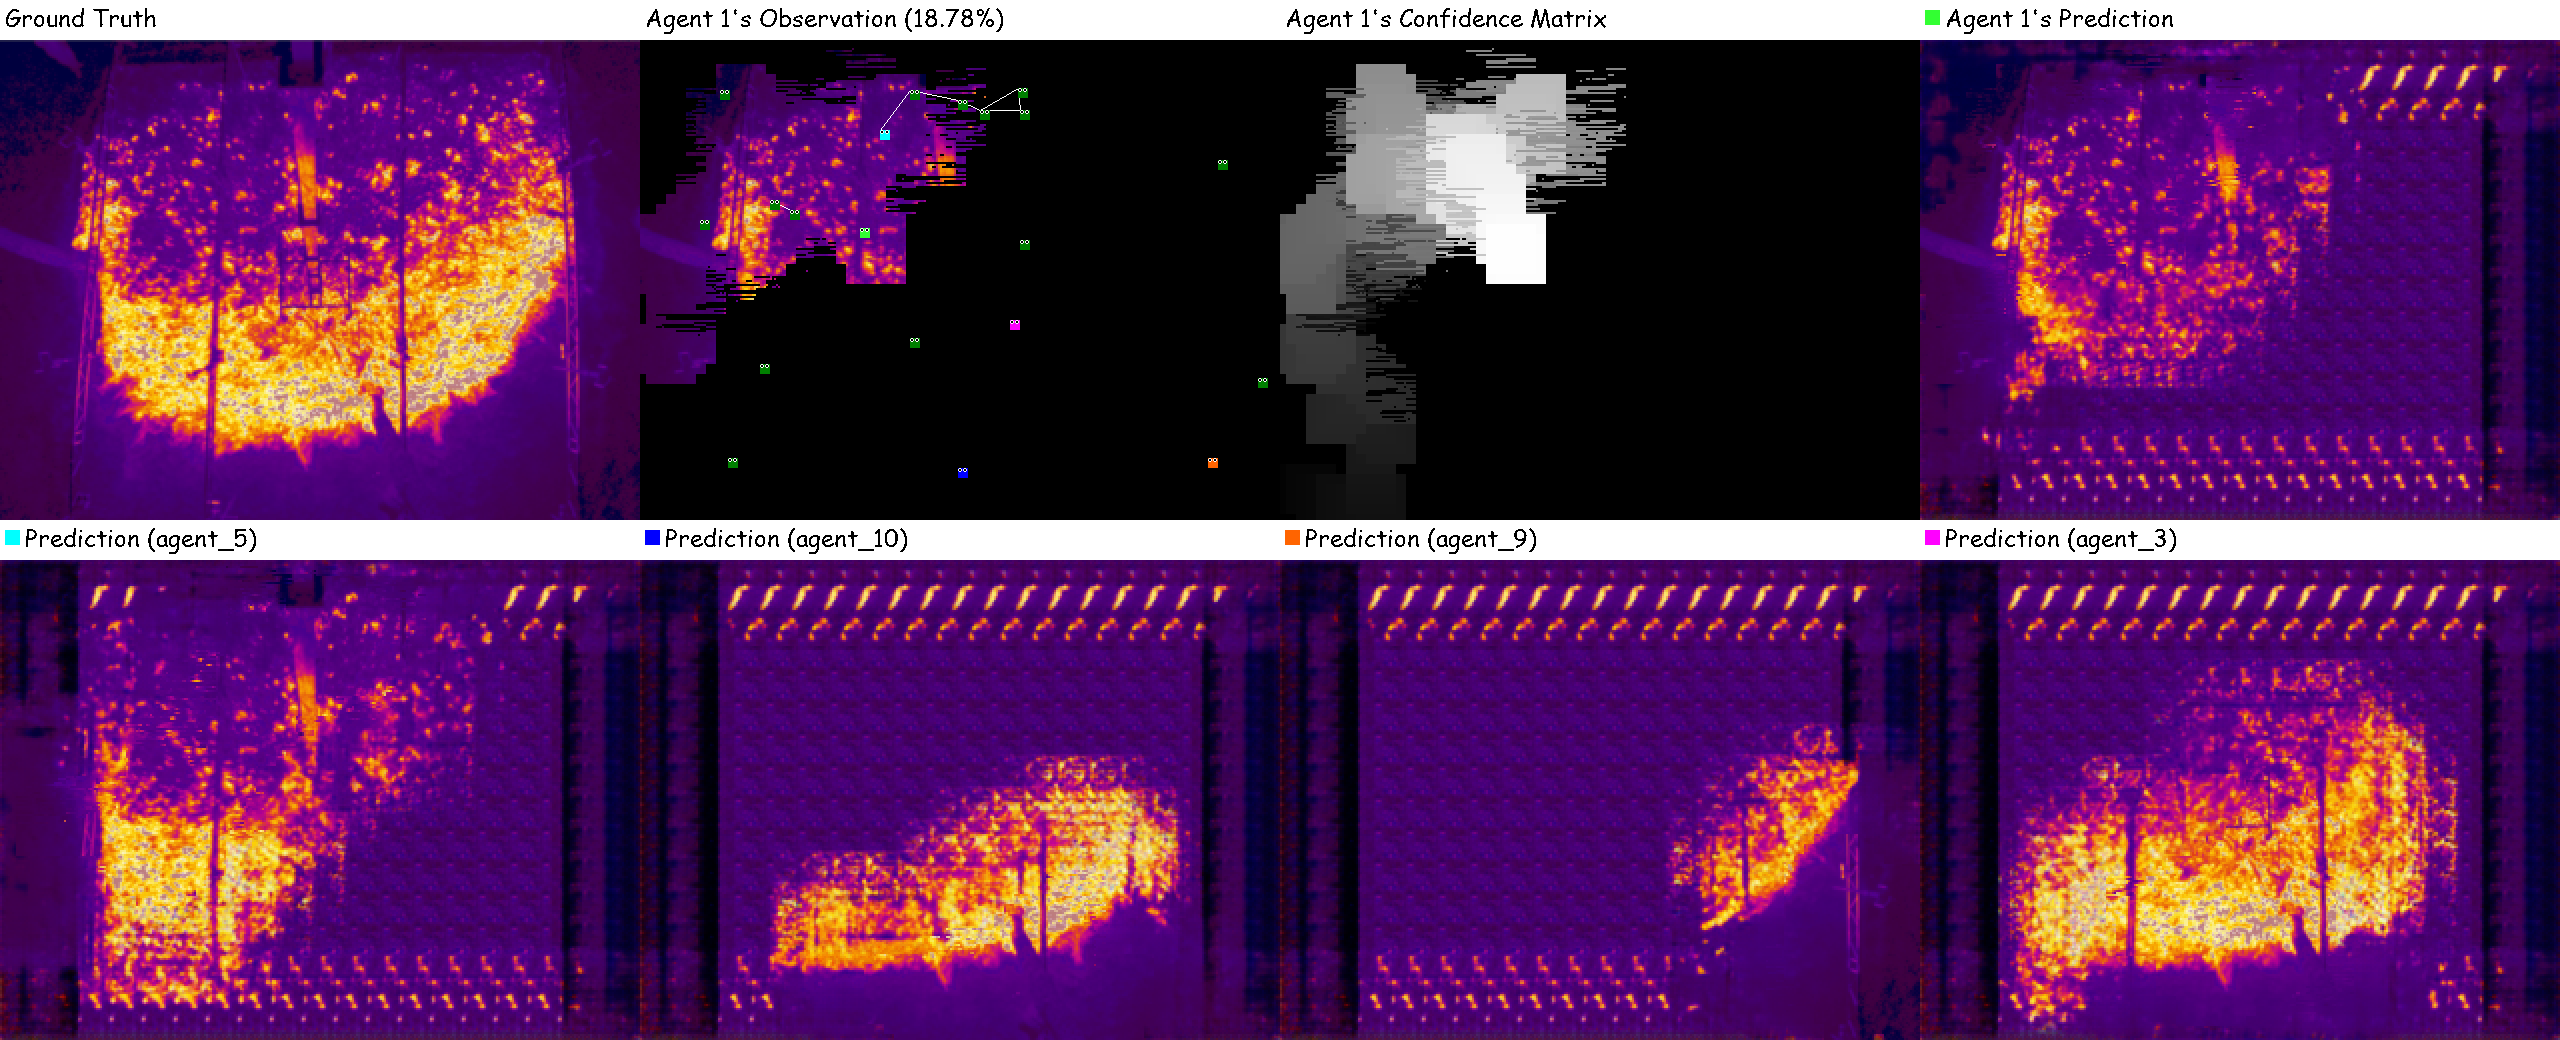 Ground Truth
Agent 1's Observation (18.78%)
Agent 1's Confidence Matrix
Agent 1's Prediction
Prediction (agent_5)
Prediction (agent_10)
Prediction (agent_9)
Prediction (agent_3)